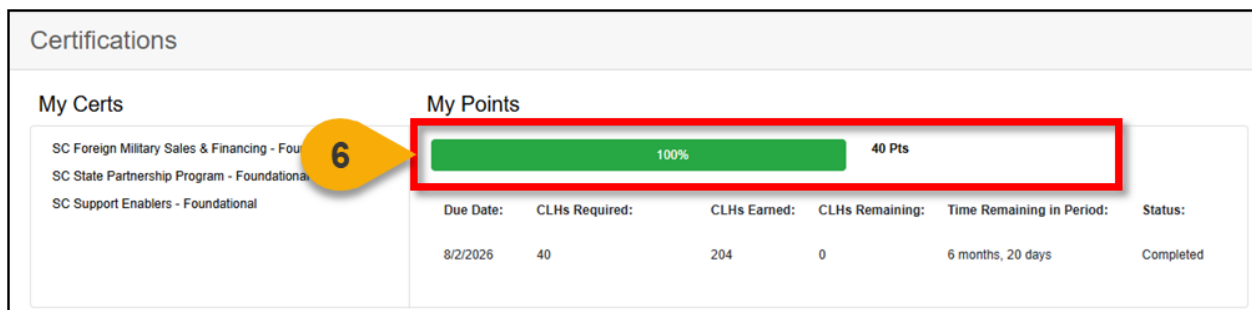 Certifications
My Certs
SC Foreign Military Sales & Financing - Fou
SC State Partnership Program - Foundational
SC Support Enablers - Foundational
6
My Points
100%
40 Pts
Due Date: CLHs Required: CLHs Earned: CLHs Remaining: Time Remaining in Period: Status:
8/2/2026 40 204 0 6 months, 20 days Completed